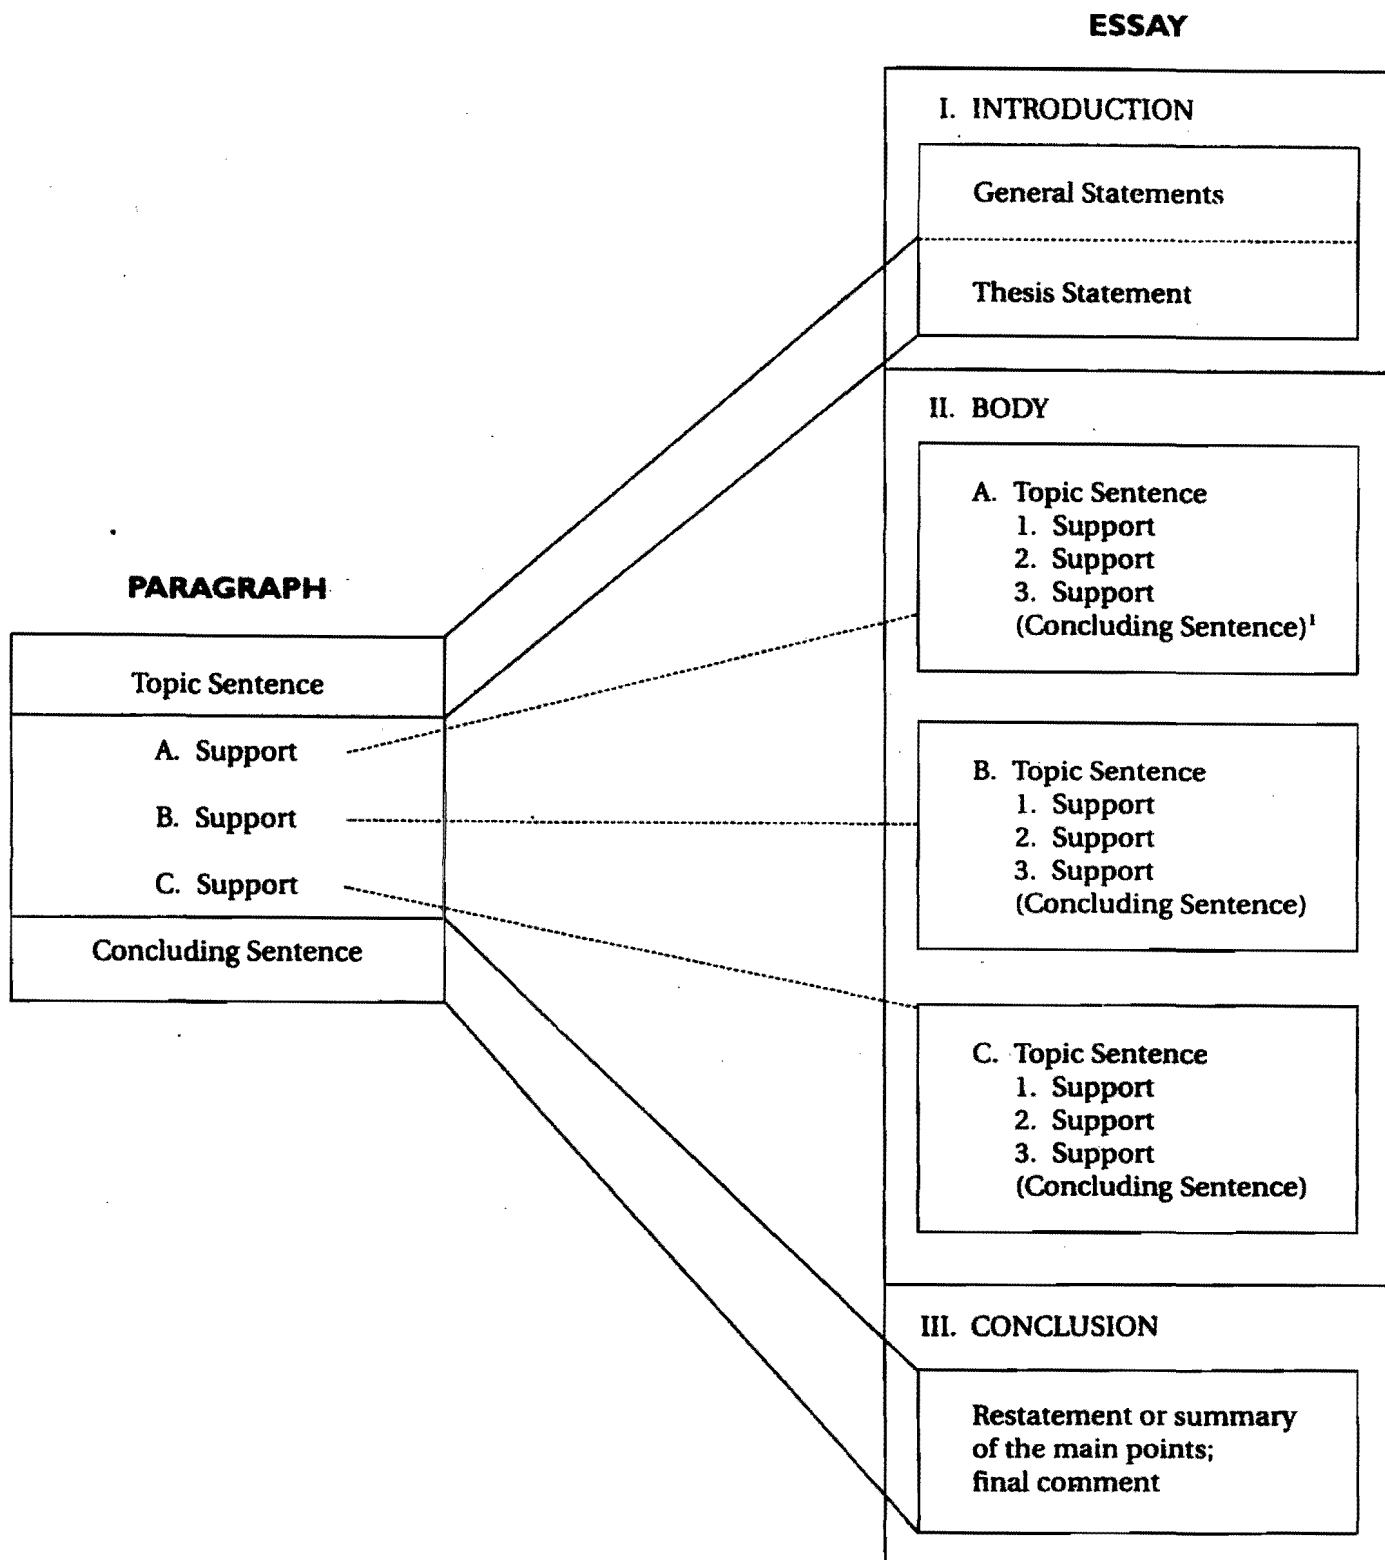 PARAGRAPH
Topic Sentence
A. Support
B. Support
C. Support
Concluding Sentence
ESSAY
I. INTRODUCTION
General Statements
Thesis Statement
II. BODY
A. Topic Sentence
1. Support
2. Support
3. Support
(Concluding Sentence)¹
B. Topic Sentence
1. Support
2. Support
3. Support
(Concluding Sentence)
C. Topic Sentence
1. Support
2. Support
3. Support
(Concluding Sentence)
III. CONCLUSION
Restatement or summary
of the main points;
final comment